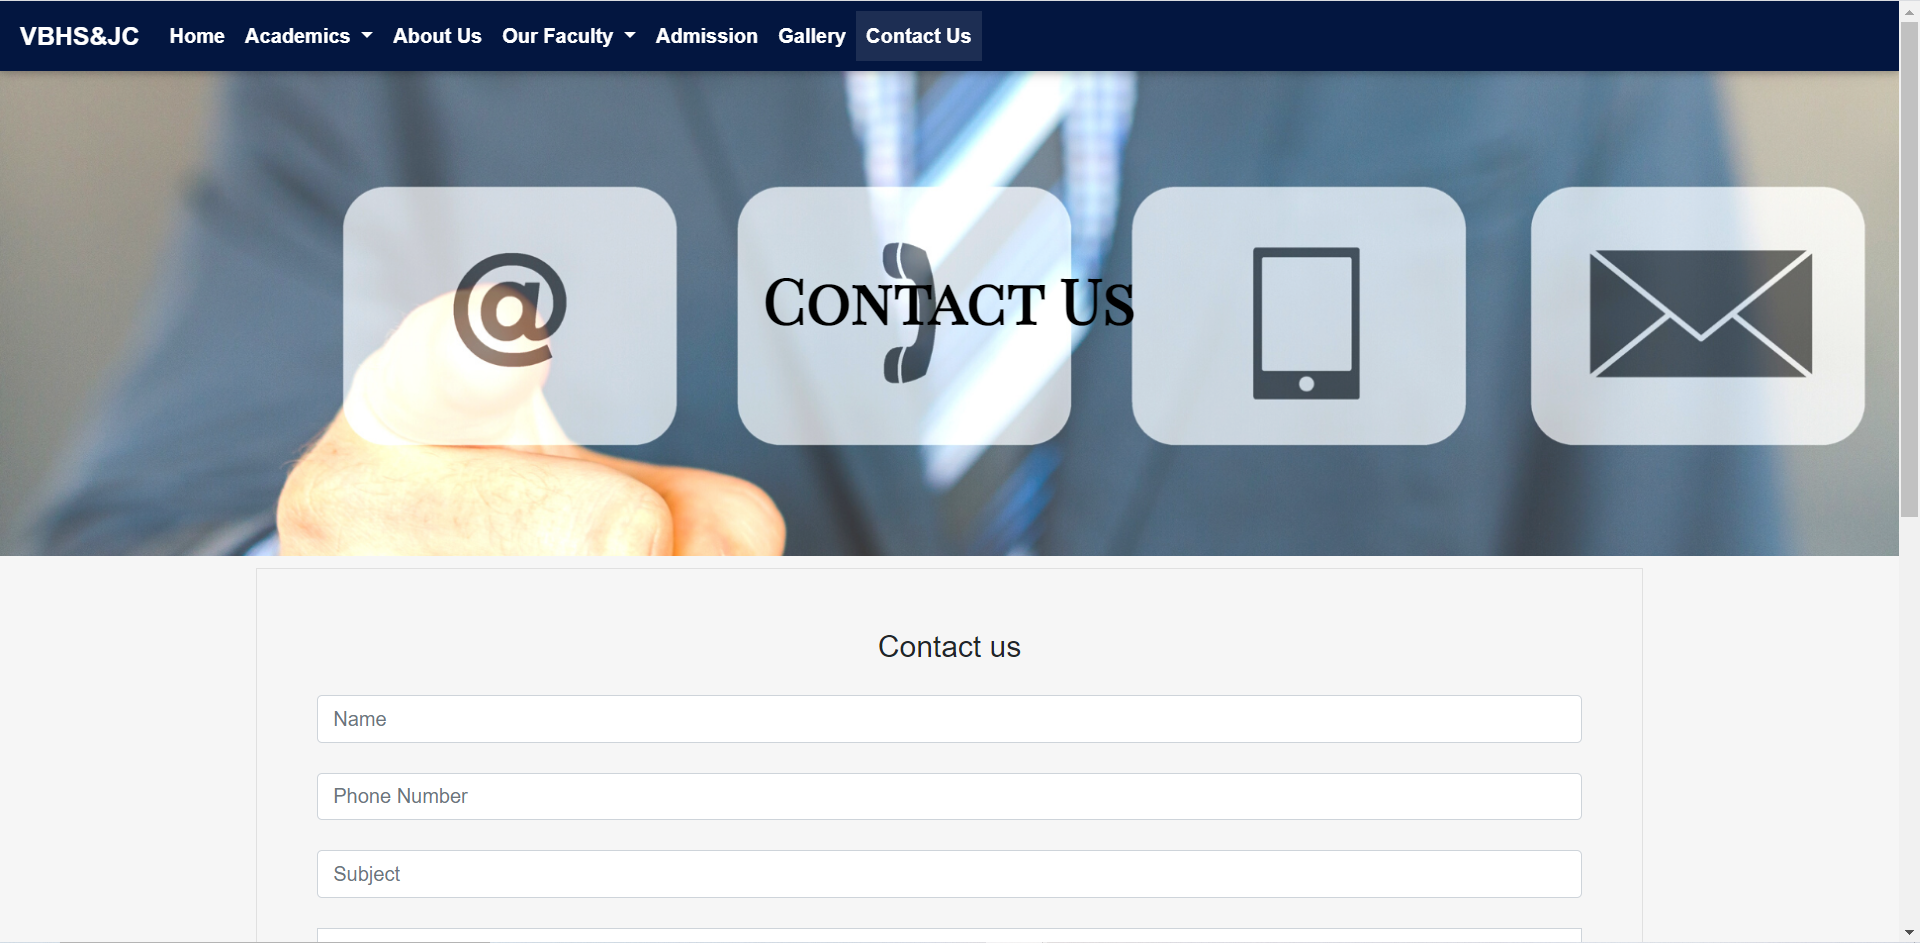 VBHS&JC Home Academics About Us Our Faculty Admission Gallery Contact Us
@
Contact Us
Contact us
Name
Phone Number
Subject